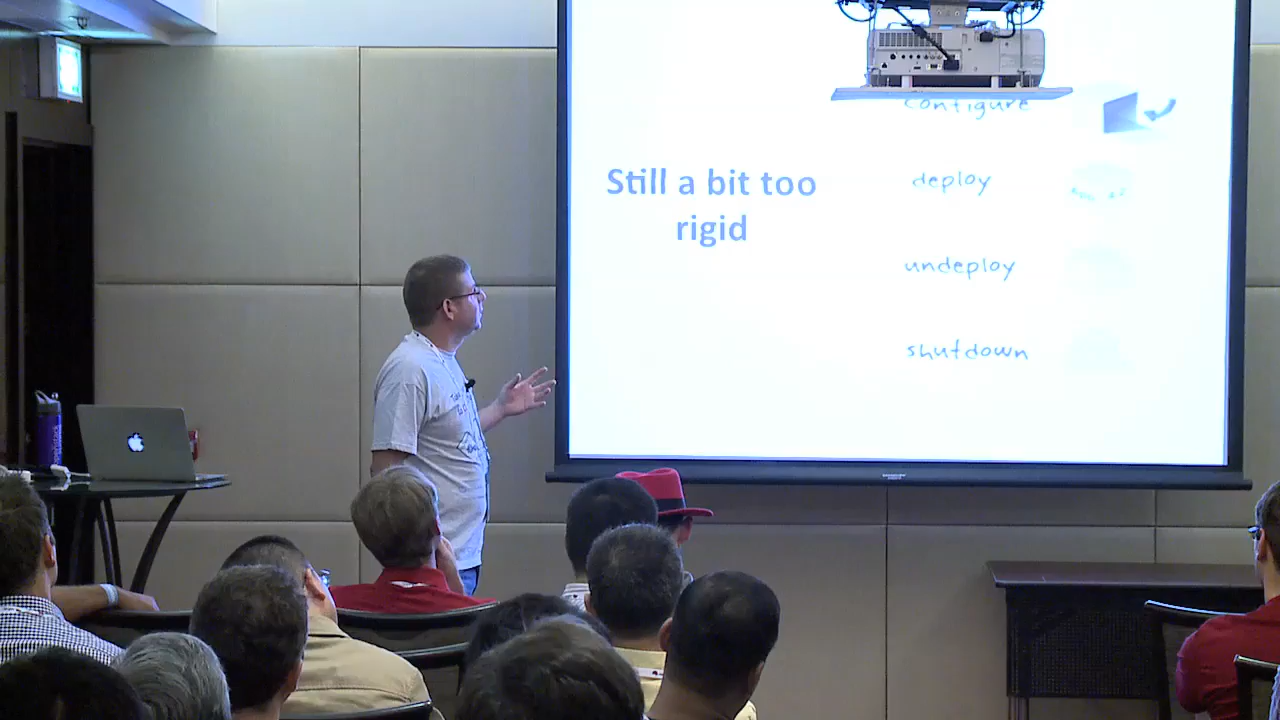 configure
Still a bit too
rigid
deploy
undeploy
shutdown